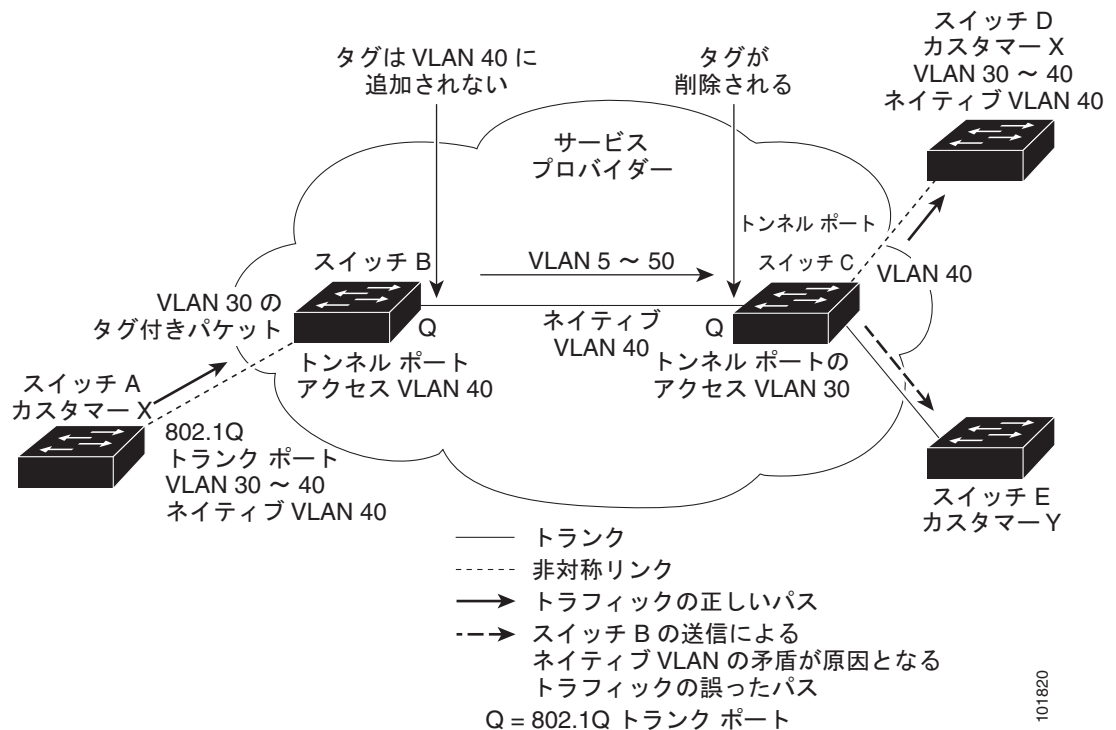 スイッチ D
カスタマー X
VLAN 30 ～ 40
ネイティブ VLAN 40
タグは VLAN 40 に
追加されない
タグが
削除される
サービス
プロバイダー
トンネル ポート
スイッチ B
VLAN 5 ～ 50
スイッチ C
VLAN 40
VLAN 30 の
タグ付きパケット
Q
ネイティブ
VLAN 40
Q
トンネル ポート
アクセス VLAN 40
トンネル ポートの
アクセス VLAN 30
スイッチ A
カスタマー X
802.1Q
トランク ポート
VLAN 30 ～ 40
ネイティブ VLAN 40
スイッチ E
カスタマー Y
トランク
非対称リンク
トラフィックの正しいパス
スイッチ B の送信による
ネイティブ VLAN の矛盾が原因となる
トラフィックの誤ったパス
Q = 802.1Q トランク ポート
101820